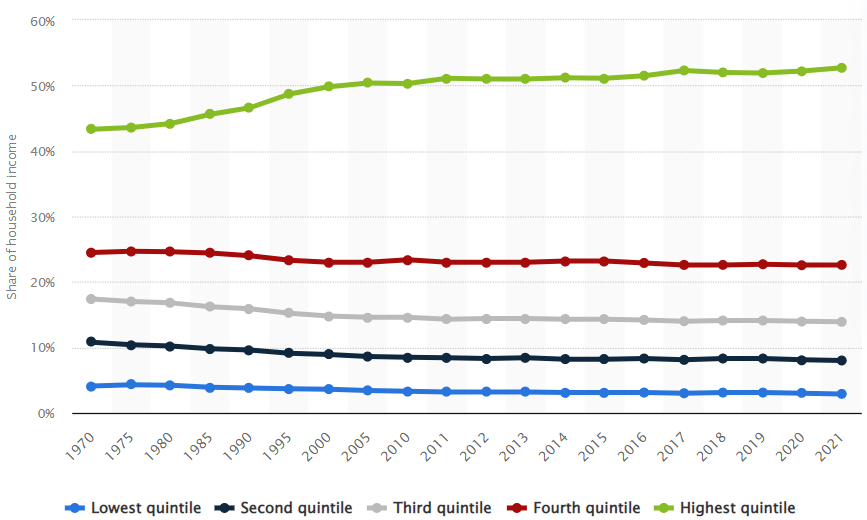 60%
50%
40%
30%
20%
10%
0%
Share of household income
1970 1975 1980 1985 1990 1995 2000 2005 2010 2011 2012 2013 2014 2015 2016 2017 2018 2019 2020 2021
Lowest quintile Second quintile Third quintile Fourth quintile Highest quintile